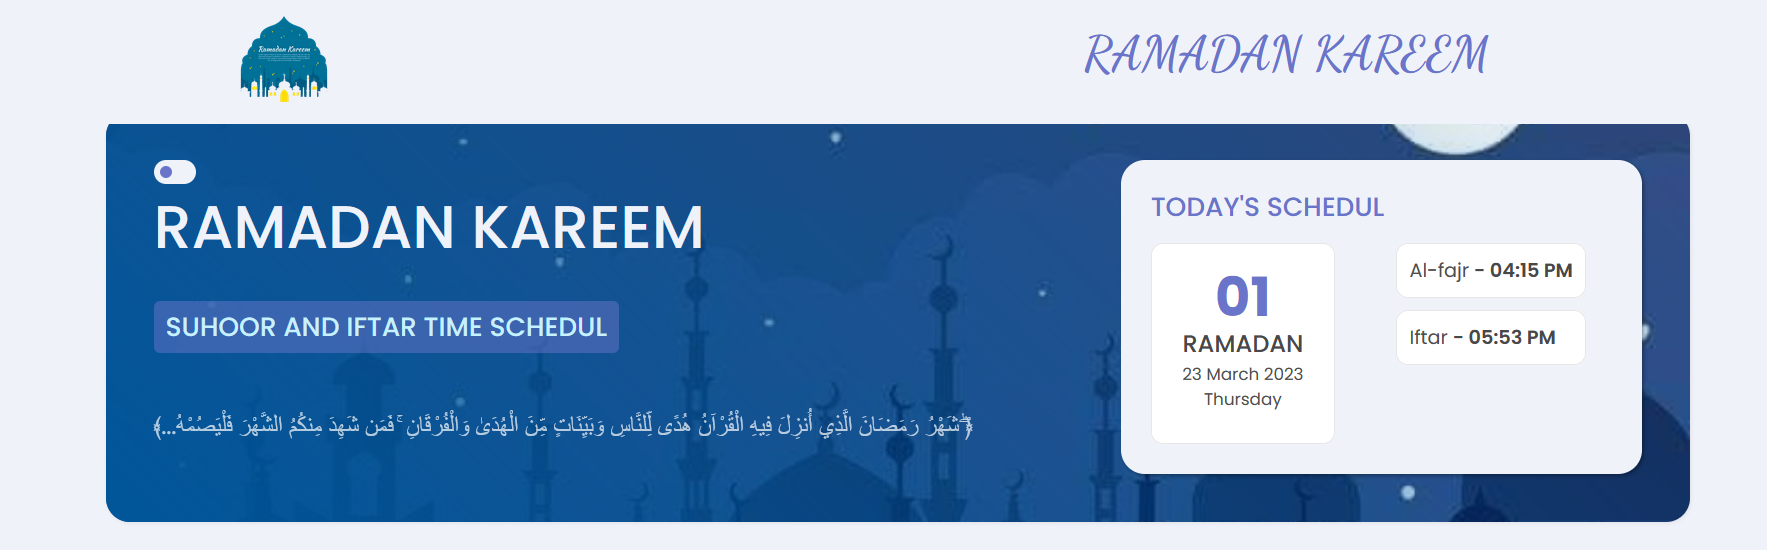 Ramadan Kareem
RAMADAN KAREEM
RAMADAN KAREEM
SUHOOR AND IFTAR TIME SCHEDUL
﴿شَهْرُ رَمَضَانَ الَّذِي أُنزِلَ فِيهِ الْقُرْآنُ هُدًى لِّلنَّاسِ وَبَيِّنَاتٍ مِّنَ الْهُدَىٰ وَالْفُرْقَانِ ۚ فَمَن شَهِدَ مِنكُمُ الشَّهْرَ فَلْيَصُمْهُ...﴾
TODAY'S SCHEDUL
01
RAMADAN
23 March 2023
Thursday
Al-fajr - 04:15 PM
Iftar - 05:53 PM